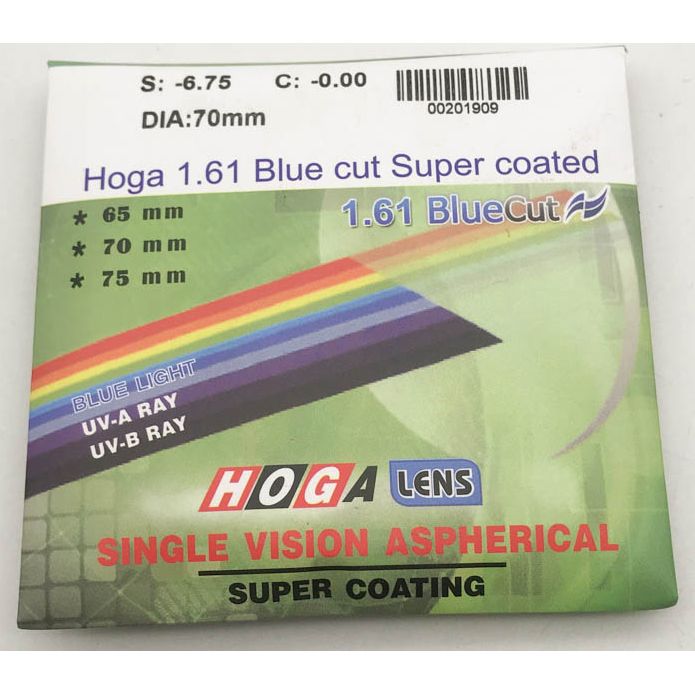 S: -6.75 C: -0.00
00201909
DIA:70mm
Hoga 1.61 Blue cut Super coated
* 65 mm
1.61 BlueCut
* 70 mm
* 75 mm
BLUE LIGHT
UV-A RAY
UV-B RAY
HOGA LENS
SINGLE VISION ASPHERICAL
SUPER COATING